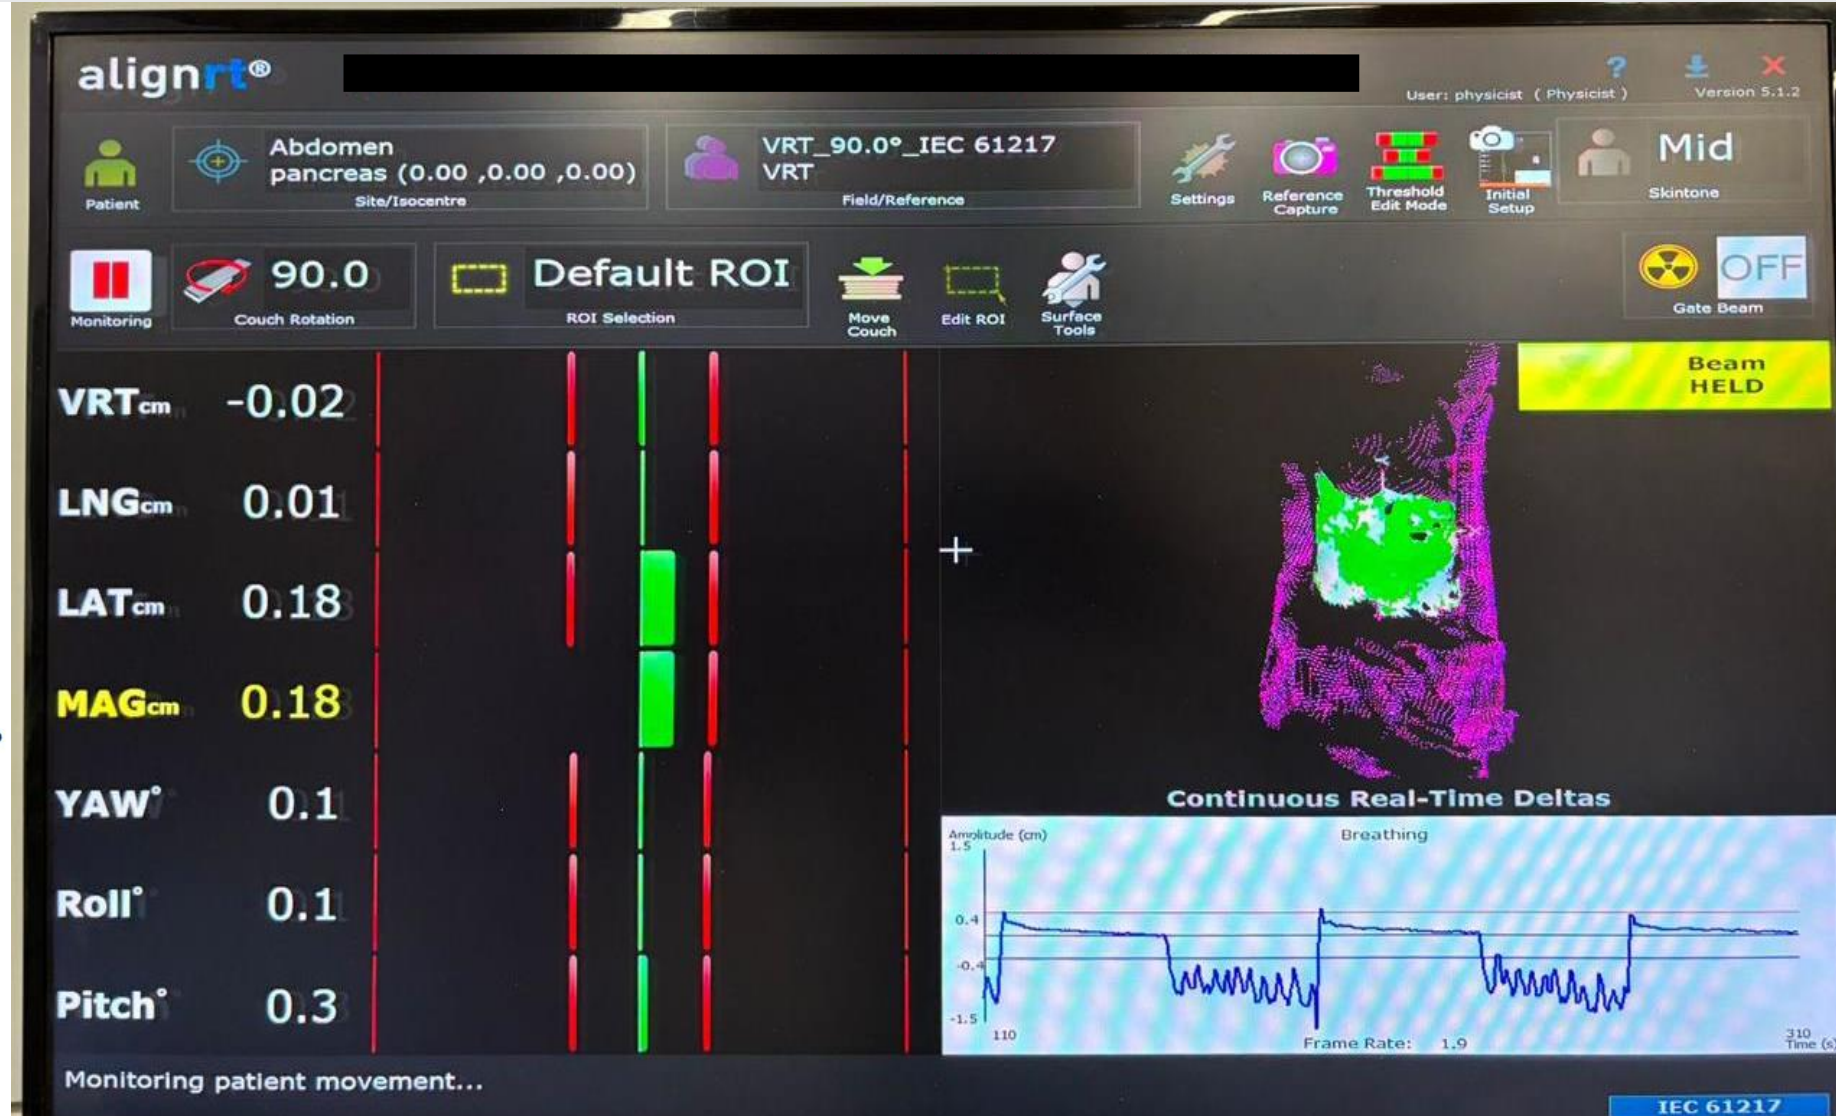 alignrt®
?
User: physicist ( Physicist )
Version 5.1.2
Patient
Abdomen
pancreas (0.00 ,0.00 ,0.00)
Site/Isocentre
VRT_90.0°_IEC 61217
VRT
Field/Reference
Settings
Reference
Capture
Threshold
Edit Mode
Initial
Setup
Mid
Skintone
Monitoring
90.0
Couch Rotation
Default ROI
ROI Selection
Move
Couch
Edit ROI
Surface
Tools
OFF
Gate Beam
Beam
HELD
VRTcm -0.02
LNGcm 0.01
LATcm 0.18
MAGcm 0.18
YAW° 0.1
Roll° 0.1
Pitch° 0.3
Continuous Real-Time Deltas
Amplitude (cm)
Breathing
1.5
0.4
-0.4
-1.5
110
310
Frame Rate: 1.9
Time (s)
Monitoring patient movement...
IEC 61217